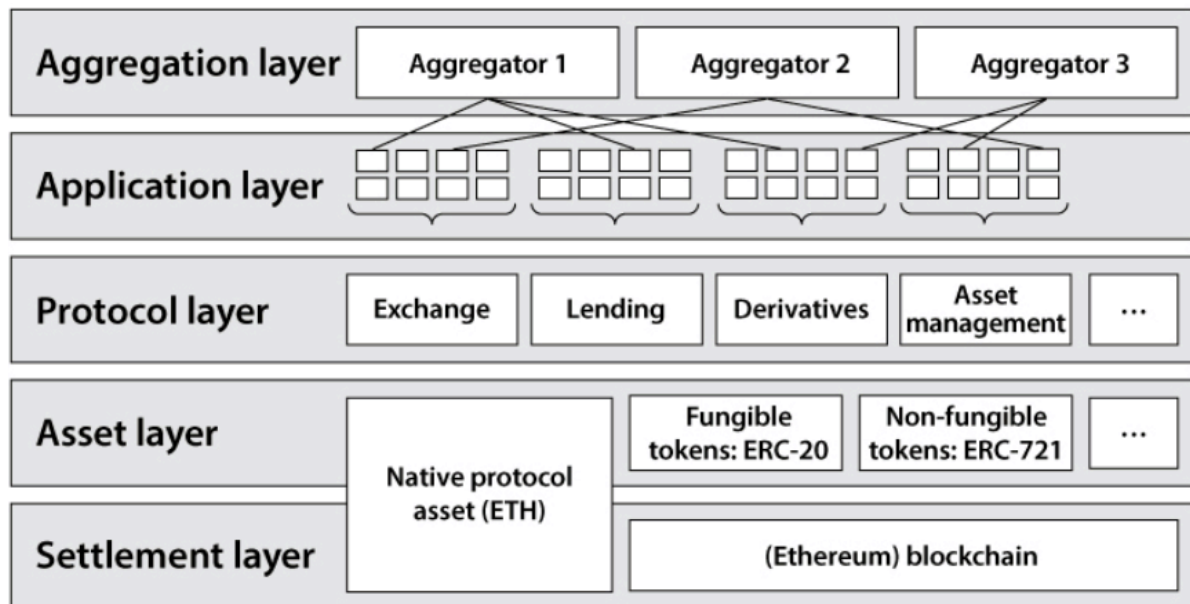 Aggregation layer
Aggregator 1
Aggregator 2
Aggregator 3
Application layer
Protocol layer
Exchange
Lending
Derivatives
Asset
management
...
Asset layer
Native protocol
asset (ETH)
Fungible
tokens: ERC-20
Non-fungible
tokens: ERC-721
...
Settlement layer
(Ethereum) blockchain